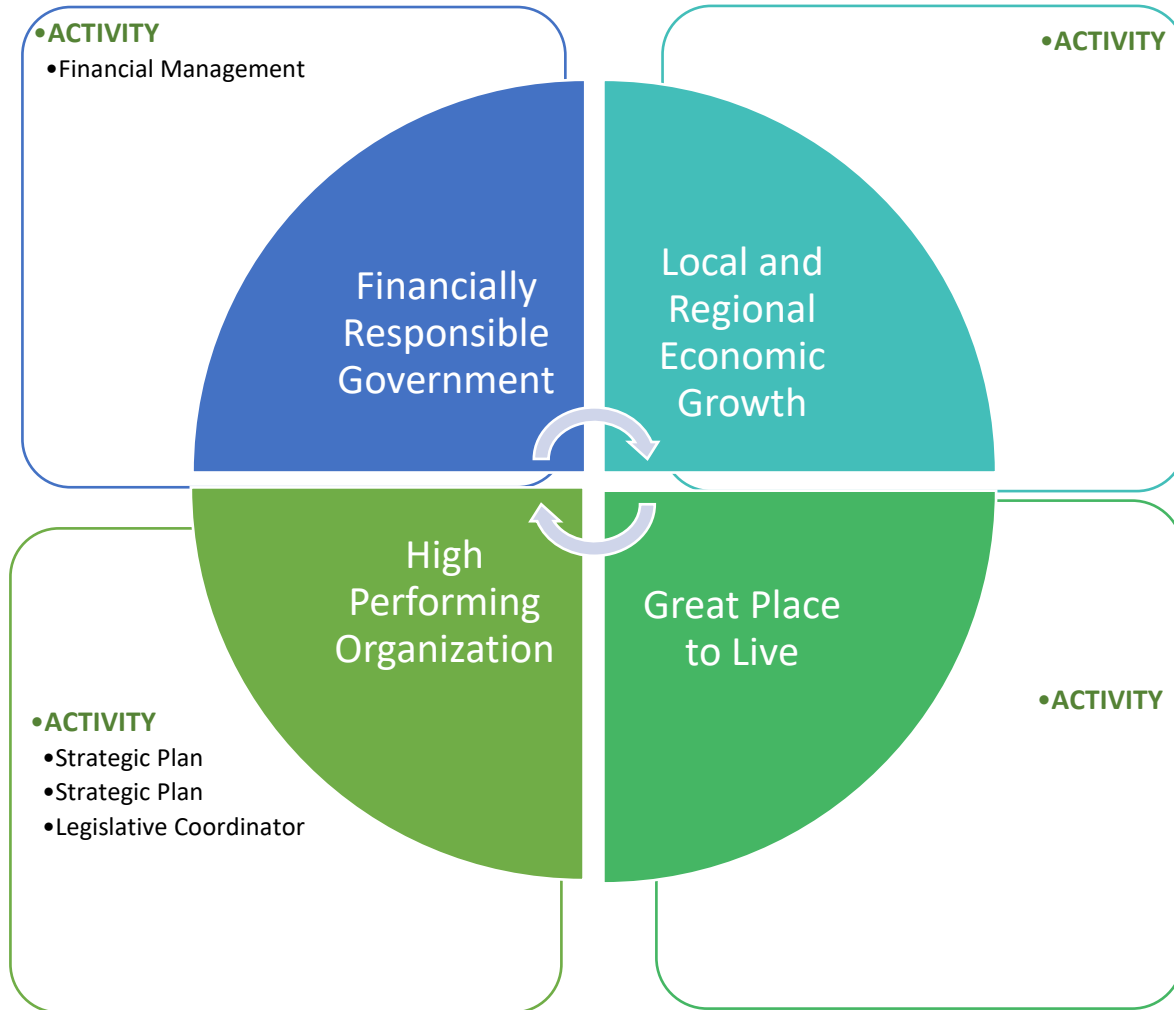 •ACTIVITY
•Financial Management
•ACTIVITY
Financially
Responsible
Government
Local and
Regional
Economic
Growth
High
Performing
Organization
Great Place
to Live
•ACTIVITY
•Strategic Plan
•Strategic Plan
•Legislative Coordinator
•ACTIVITY